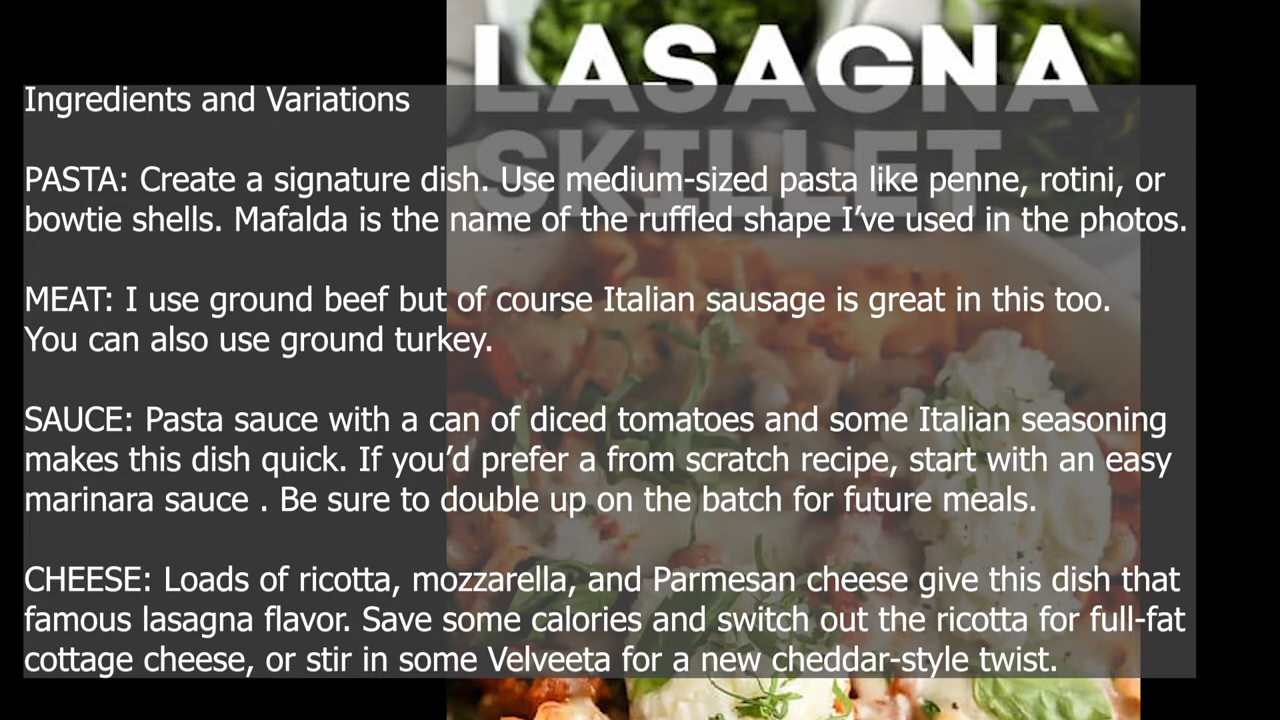 LASAGNA
SKILLET
Ingredients and Variations
PASTA: Create a signature dish. Use medium-sized pasta like penne, rotini, or
bowtie shells. Mafalda is the name of the ruffled shape I’ve used in the photos.
MEAT: I use ground beef but of course Italian sausage is great in this too.
You can also use ground turkey.
SAUCE: Pasta sauce with a can of diced tomatoes and some Italian seasoning
makes this dish quick. If you’d prefer a from scratch recipe, start with an easy
marinara sauce . Be sure to double up on the batch for future meals.
CHEESE: Loads of ricotta, mozzarella, and Parmesan cheese give this dish that
famous lasagna flavor. Save some calories and switch out the ricotta for full-fat
cottage cheese, or stir in some Velveeta for a new cheddar-style twist.